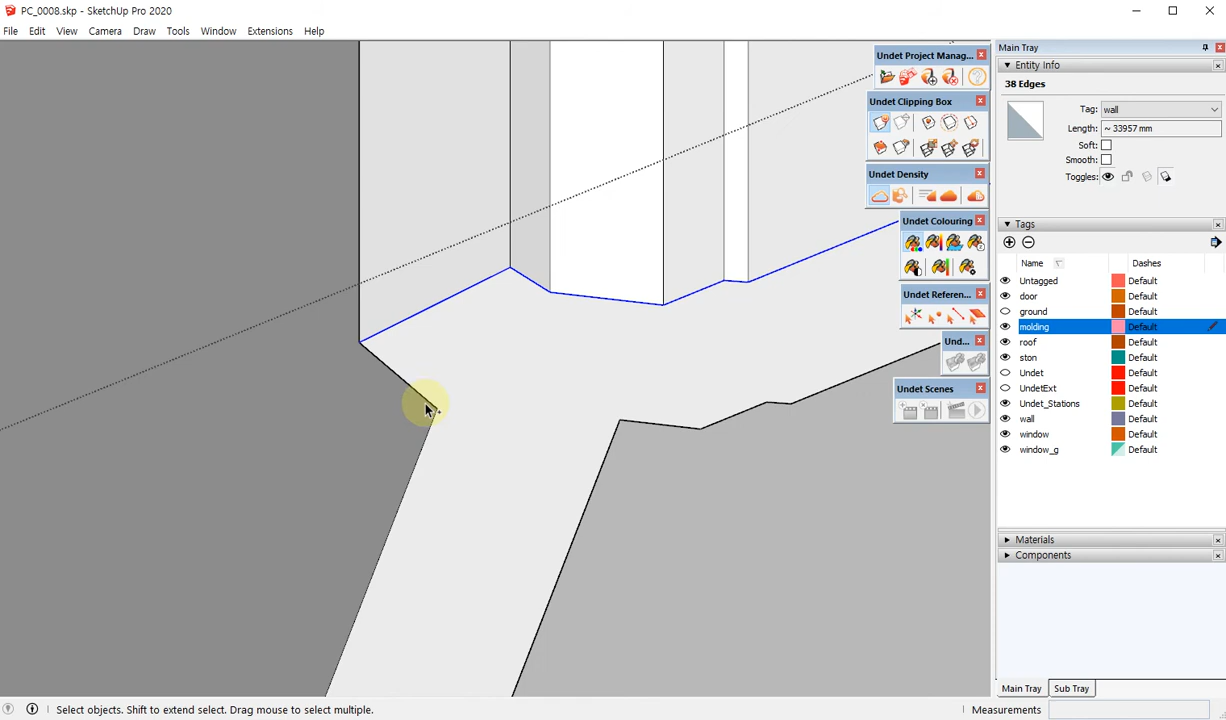 PC_0008.skp - SketchUp Pro 2020
File Edit View Camera Draw Tools Window Extensions Help
Undet Project Manag...
Undet Clipping Box
Undet Density
Undet Colouring
Undet Referen...
Und...
Undet Scenes
Main Tray
Entity Info
38 Edges
Tag: wall
Length: ~ 33957 mm
Soft:
Smooth:
Toggles:
Tags
Name Dashes
Untagged Default
door Default
ground Default
molding Default
roof Default
ston Default
Undet Default
UndetExt Default
Undet_Stations Default
wall Default
window Default
window_g Default
Materials
Components
Main Tray Sub Tray
Select objects. Shift to extend select. Drag mouse to select multiple. Measurements